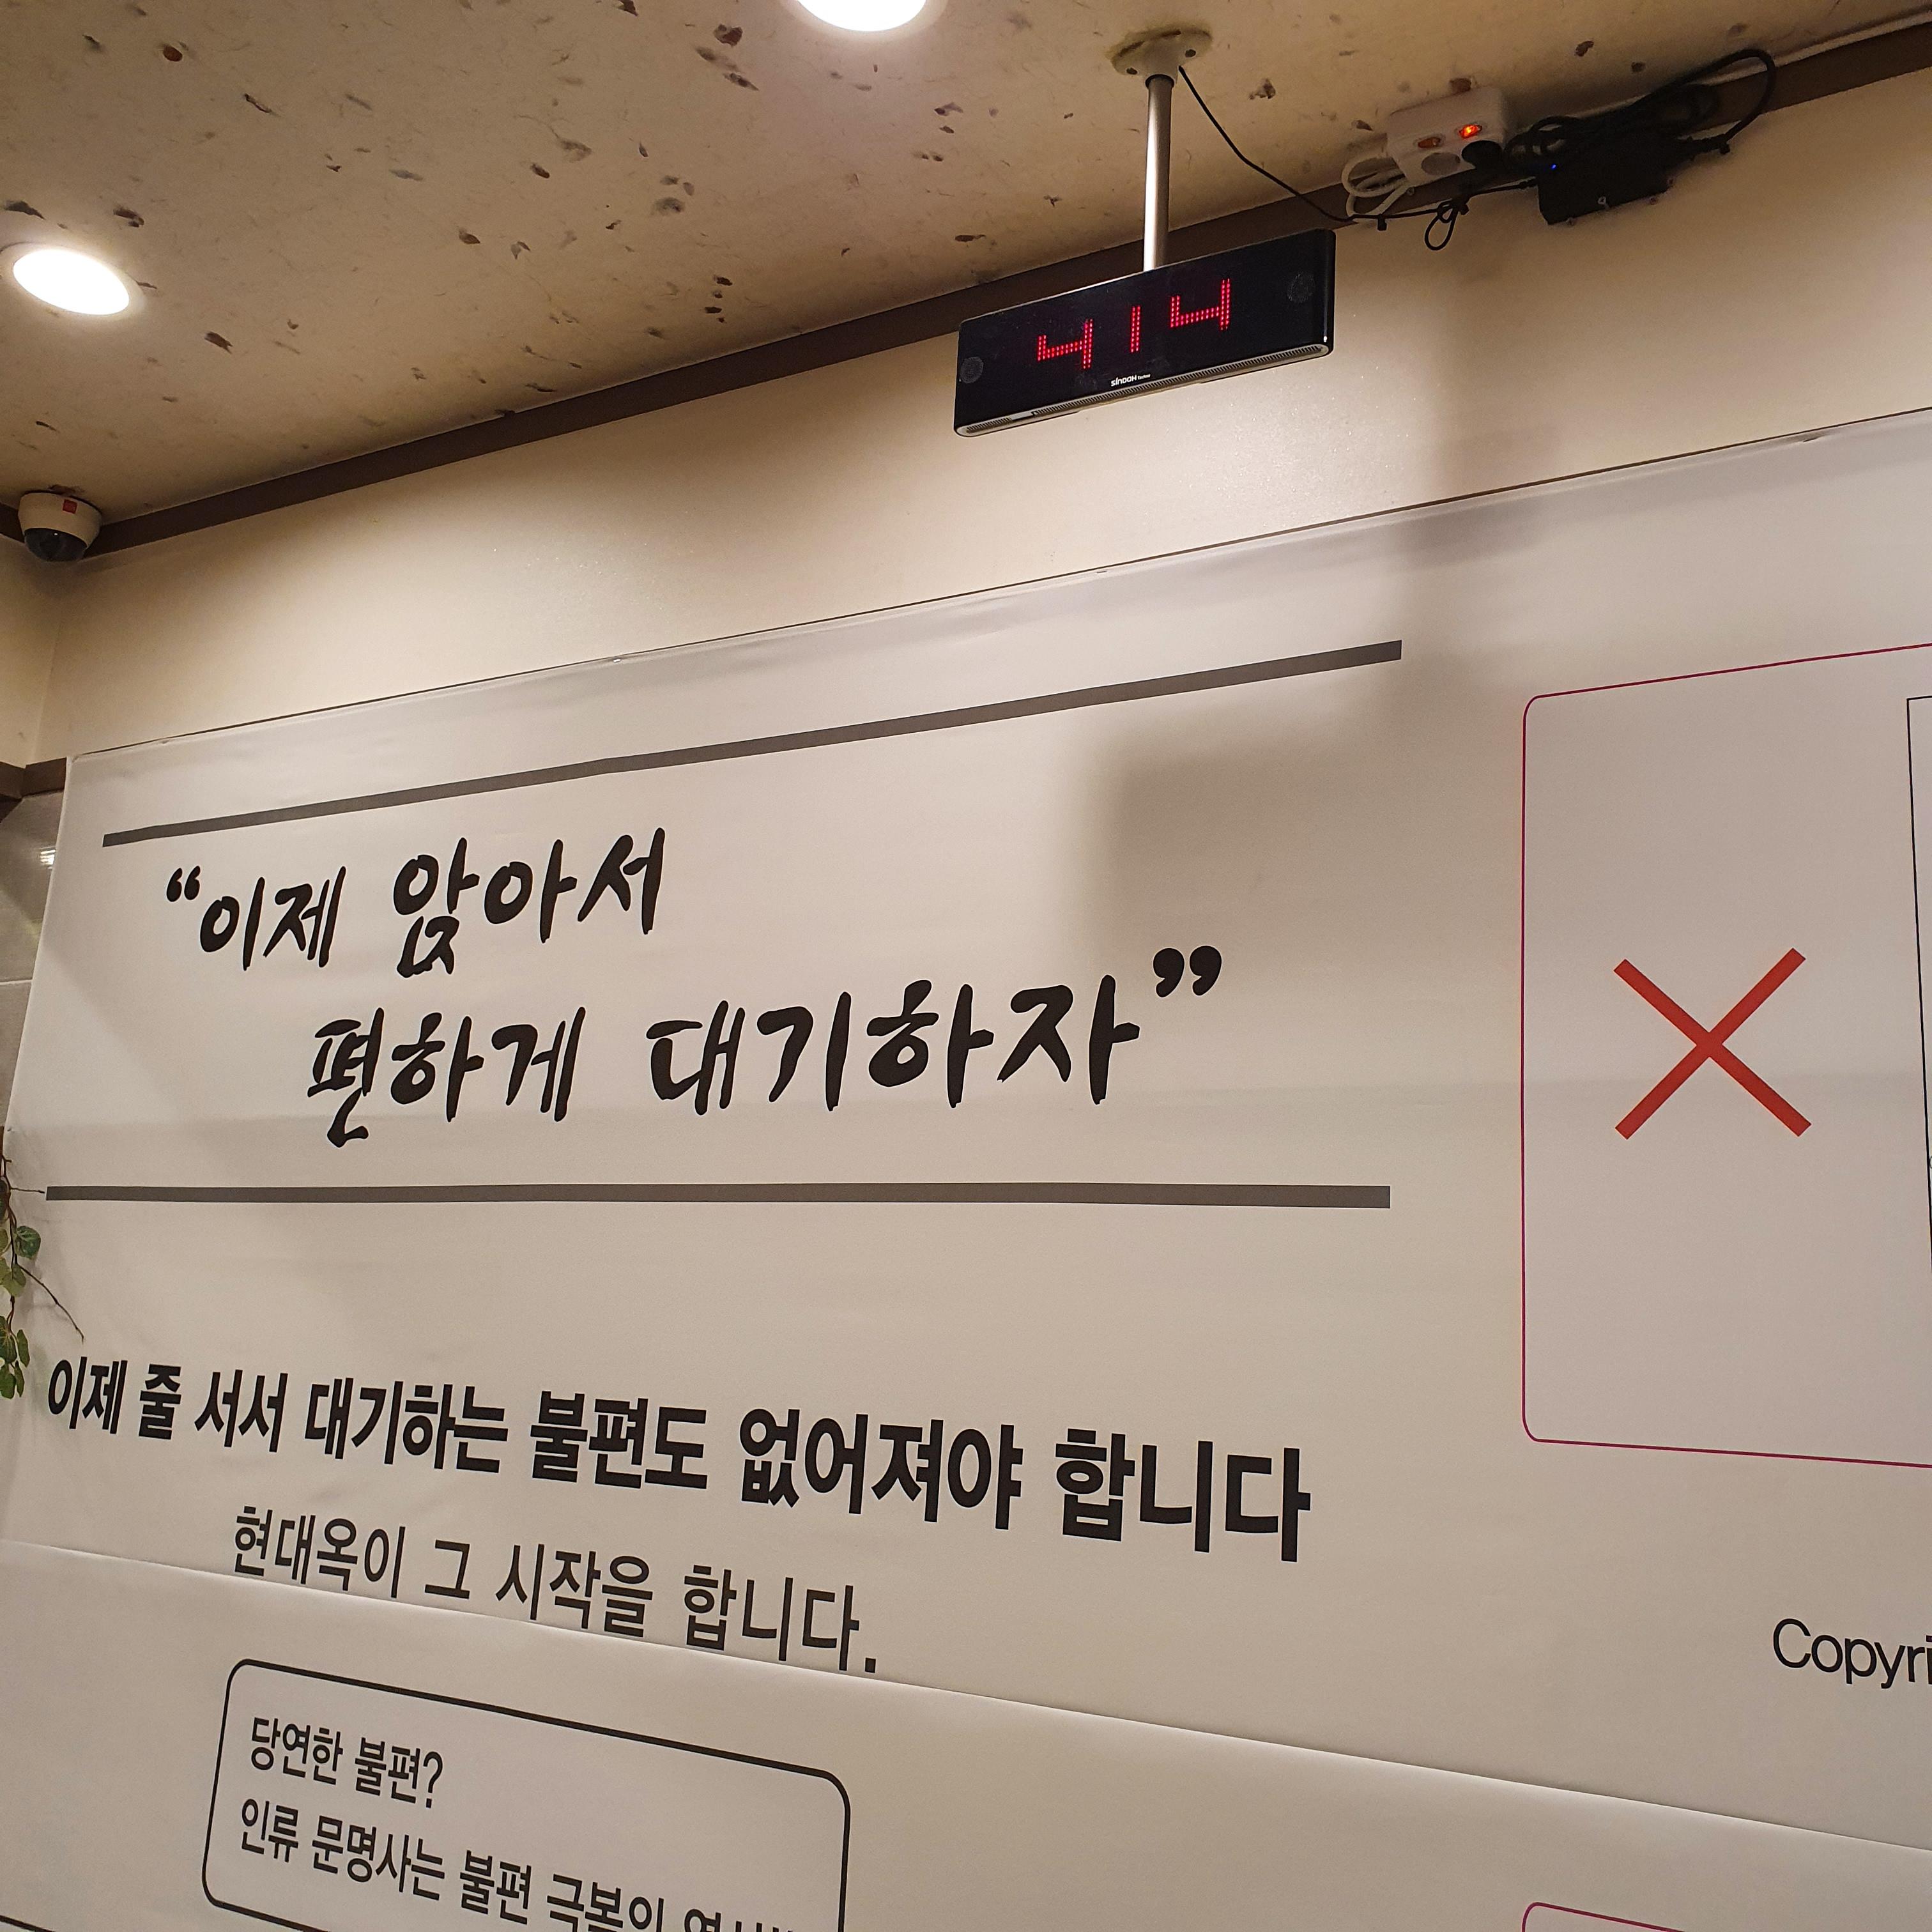 414
SINDOH
“이제 앉아서
편하게 대기하자”
이제 줄 서서 대기하는 불편도 없어져야 합니다
현대옥이 그 시작을 합니다.
당연한 불편?
인류 문명사는 불편 극복의